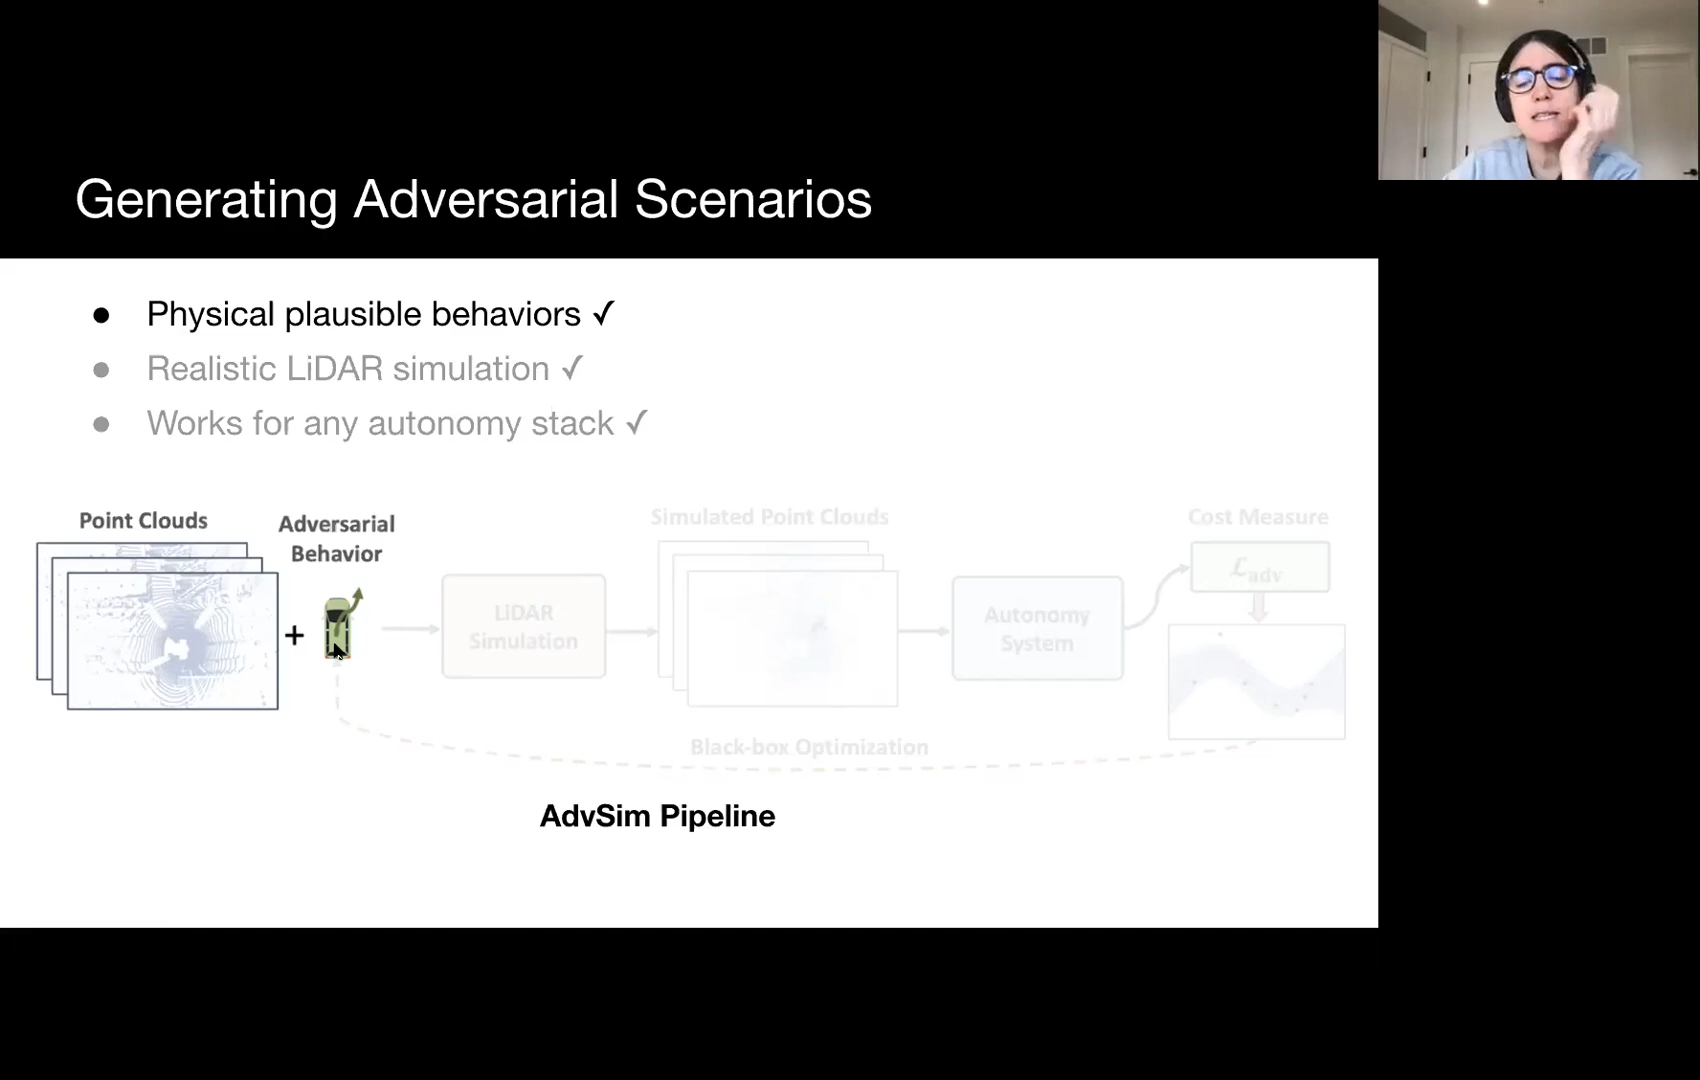 Generating Adversarial Scenarios
● Physical plausible behaviors ✓
● Realistic LiDAR simulation ✓
● Works for any autonomy stack ✓
Point Clouds
Adversarial
Behavior
+
LiDAR
Simulation
Simulated Point Clouds
Autonomy
System
Cost Measure
ℒadv
Black-box Optimization
AdvSim Pipeline